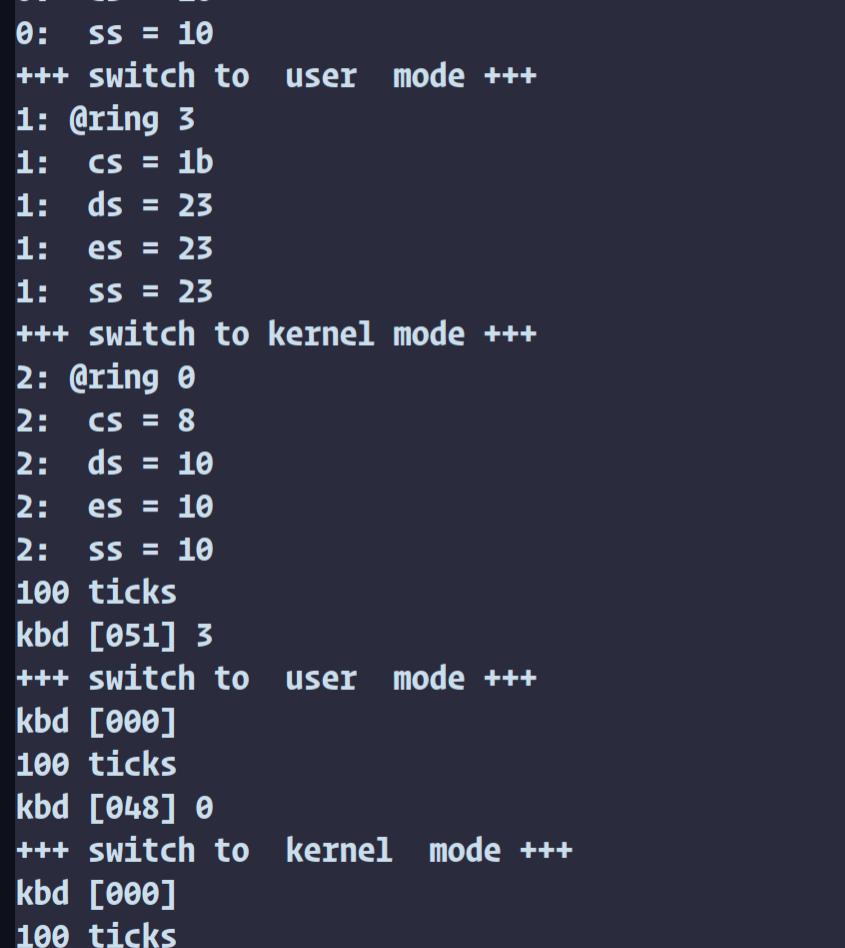 0:  ss = 10
+++ switch to  user  mode +++
1: @ring 3
1:  cs = 1b
1:  ds = 23
1:  es = 23
1:  ss = 23
+++ switch to kernel mode +++
2: @ring 0
2:  cs = 8
2:  ds = 10
2:  es = 10
2:  ss = 10
100 ticks
kbd [051] 3
+++ switch to  user  mode +++
kbd [000]
100 ticks
kbd [048] 0
+++ switch to  kernel  mode +++
kbd [000]
100 ticks